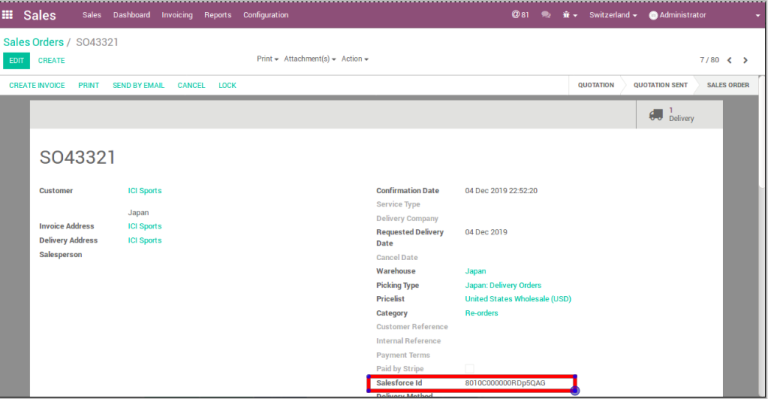 Sales Sales Dashboard Invoicing Reports Configuration @81 Switzerland Administrator
Sales Orders / SO43321
EDIT CREATE Print Attachment(s) Action 7 / 80
CREATE INVOICE PRINT SEND BY EMAIL CANCEL LOCK QUOTATION QUOTATION SENT SALES ORDER
1
Delivery
SO43321
Customer ICI Sports
Japan
Invoice Address ICI Sports
Delivery Address ICI Sports
Salesperson
Confirmation Date 04 Dec 2019 22:52:20
Service Type
Delivery Company
Requested Delivery Date 04 Dec 2019
Cancel Date
Warehouse Japan
Picking Type Japan: Delivery Orders
Pricelist United States Wholesale (USD)
Category Re-orders
Customer Reference
Internal Reference
Payment Terms
Paid by Stripe
Salesforce Id 8010C000000RDp5QAG
Delivery Method